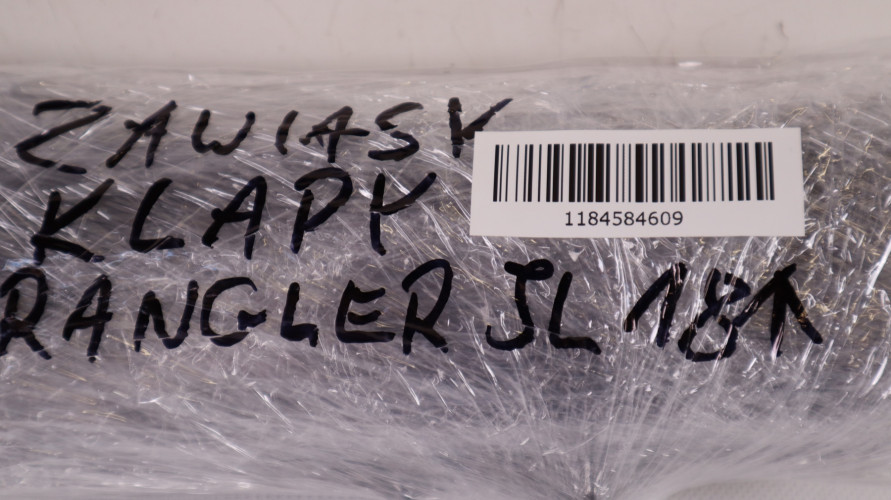 ZAWIASY
KLAPY
RANGLER JL 18↑
1184584609